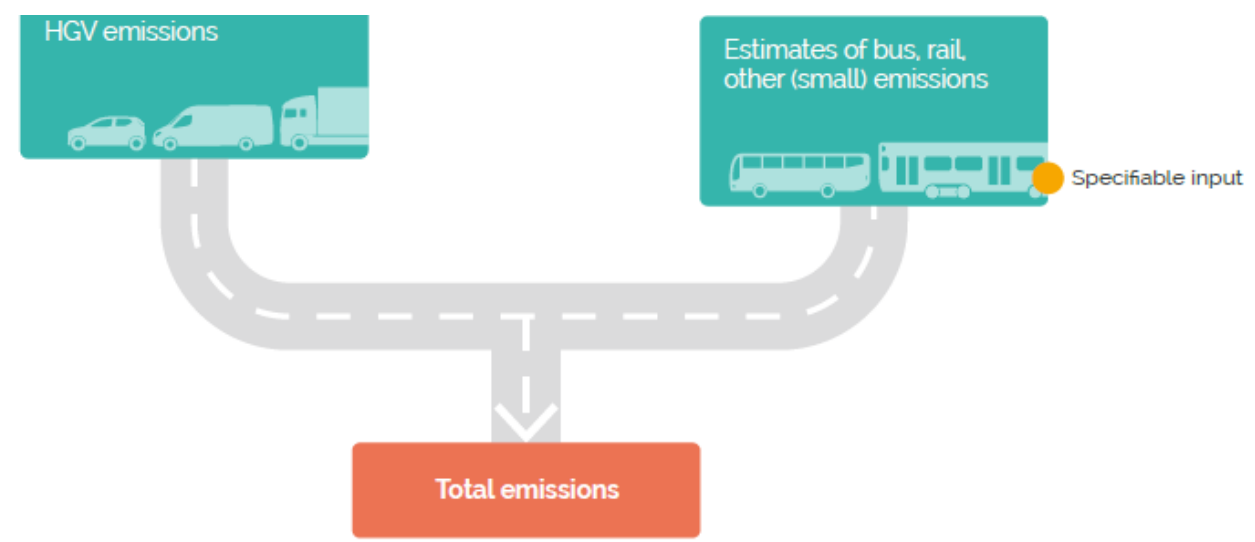 HGV emissions
Estimates of bus, rail,
other (small) emissions
Specifiable input
Total emissions